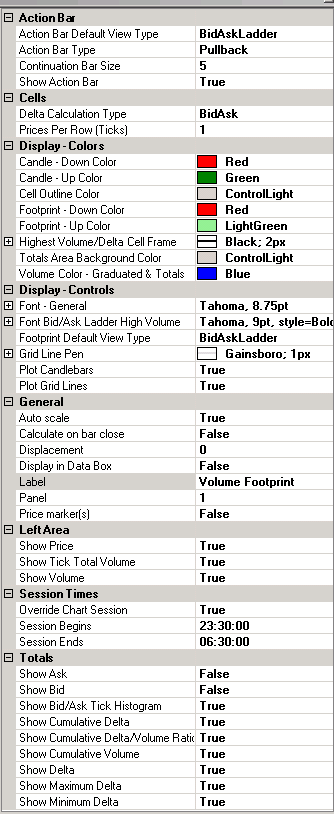 Action Bar
Action Bar Default View Type BidAskLadder
Action Bar Type Pullback
Continuation Bar Size 5
Show Action Bar True
Cells
Delta Calculation Type BidAsk
Prices Per Row (Ticks) 1
Display - Colors
Candle - Down Color Red
Candle - Up Color Green
Cell Outline Color ControlLight
Footprint - Down Color Red
Footprint - Up Color LightGreen
Highest Volume/Delta Cell Frame Black; 2px
Totals Area Background Color ControlLight
Volume Color - Graduated & Totals Blue
Display - Controls
Font - General Tahoma, 8.75pt
Font Bid/Ask Ladder High Volume Tahoma, 9pt, style=Bold
Footprint Default View Type BidAskLadder
Grid Line Pen Gainsboro; 1px
Plot Candlebars True
Plot Grid Lines True
General
Auto scale True
Calculate on bar close False
Displacement 0
Display in Data Box False
Label Volume Footprint
Panel 1
Price marker(s) False
Left Area
Show Price True
Show Tick Total Volume True
Show Volume True
Session Times
Override Chart Session True
Session Begins 23:30:00
Session Ends 06:30:00
Totals
Show Ask False
Show Bid False
Show Bid/Ask Tick Histogram True
Show Cumulative Delta True
Show Cumulative Delta/Volume Ratio True
Show Cumulative Volume True
Show Delta True
Show Maximum Delta True
Show Minimum Delta True